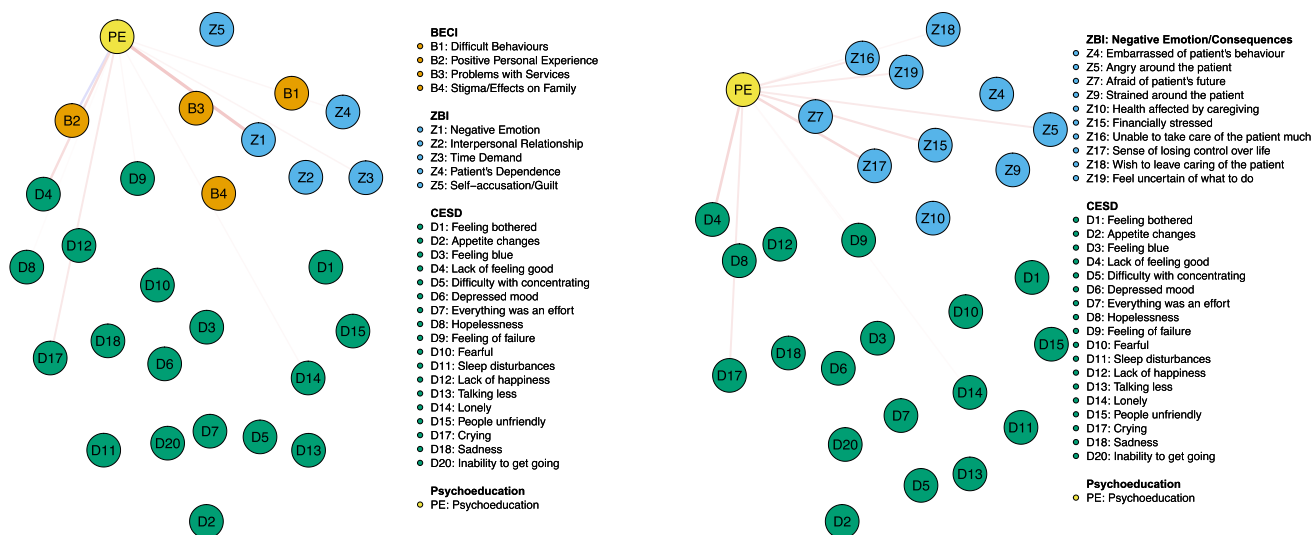 PE
Z5
B1
B3
B2
Z4
Z1
Z2
Z3
D9
D4
B4
D12
D8
D1
D10
D3
D15
D18
D17
D6
D14
D7
D5
D20
D11
D13
D2
BECI
B1: Difficult Behaviours
B2: Positive Personal Experience
B3: Problems with Services
B4: Stigma/Effects on Family
ZBI
Z1: Negative Emotion
Z2: Interpersonal Relationship
Z3: Time Demand
Z4: Patient's Dependence
Z5: Self−accusation/Guilt
CESD
D1: Feeling bothered
D2: Appetite changes
D3: Feeling blue
D4: Lack of feeling good
D5: Difficulty with concentrating
D6: Depressed mood
D7: Everything was an effort
D8: Hopelessness
D9: Feeling of failure
D10: Fearful
D11: Sleep disturbances
D12: Lack of happiness
D13: Talking less
D14: Lonely
D15: People unfriendly
D17: Crying
D18: Sadness
D20: Inability to get going
Psychoeducation
PE: Psychoeducation
Z18
Z16
Z19
PE
Z4
Z7
Z5
Z15
Z17
Z9
D4
Z10
D9
D12
D8
D1
D10
D3
D15
D18
D6
D17
D14
D7
D11
D20
D13
D5
D2
ZBI: Negative Emotion/Consequences
Z4: Embarrassed of patient's behaviour
Z5: Angry around the patient
Z7: Afraid of patient's future
Z9: Strained around the patient
Z10: Health affected by caregiving
Z15: Financially stressed
Z16: Unable to take care of the patient much
Z17: Sense of losing control over life
Z18: Wish to leave caring of the patient
Z19: Feel uncertain of what to do
CESD
D1: Feeling bothered
D2: Appetite changes
D3: Feeling blue
D4: Lack of feeling good
D5: Difficulty with concentrating
D6: Depressed mood
D7: Everything was an effort
D8: Hopelessness
D9: Feeling of failure
D10: Fearful
D11: Sleep disturbances
D12: Lack of happiness
D13: Talking less
D14: Lonely
D15: People unfriendly
D17: Crying
D18: Sadness
D20: Inability to get going
Psychoeducation
PE: Psychoeducation